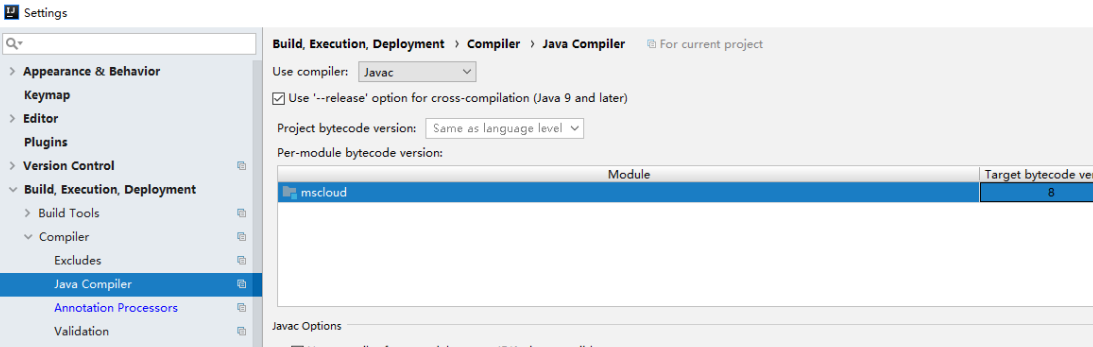 Settings
Build, Execution, Deployment › Compiler › Java Compiler For current project
Appearance & Behavior
Use compiler: Javac
Keymap
Use '--release' option for cross-compilation (Java 9 and later)
Editor
Project bytecode version: Same as language level
Plugins
Per-module bytecode version:
Version Control
Module Target bytecode ve
Build, Execution, Deployment
mscloud 8
Build Tools
Compiler
Excludes
Java Compiler
Annotation Processors
Validation
Javac Options